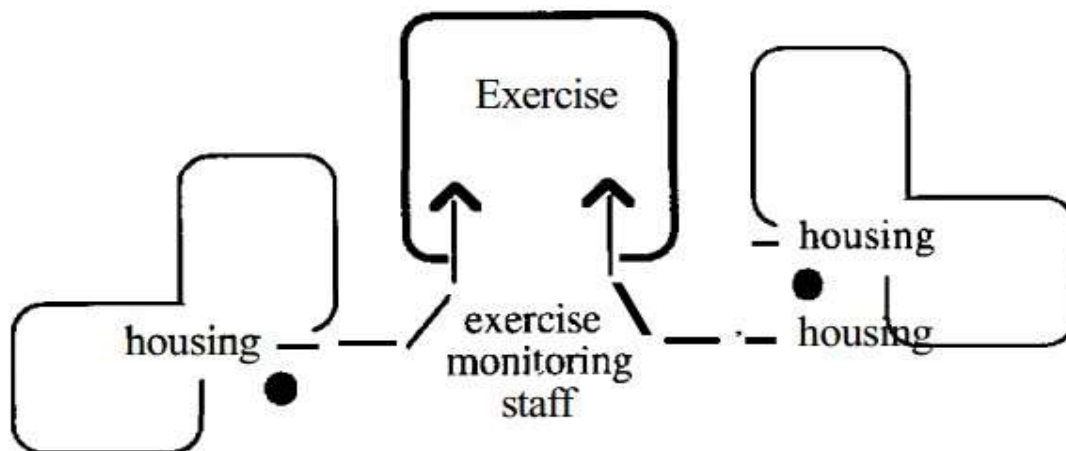 Exercise
housing
housing
exercise
monitoring
staff
housing